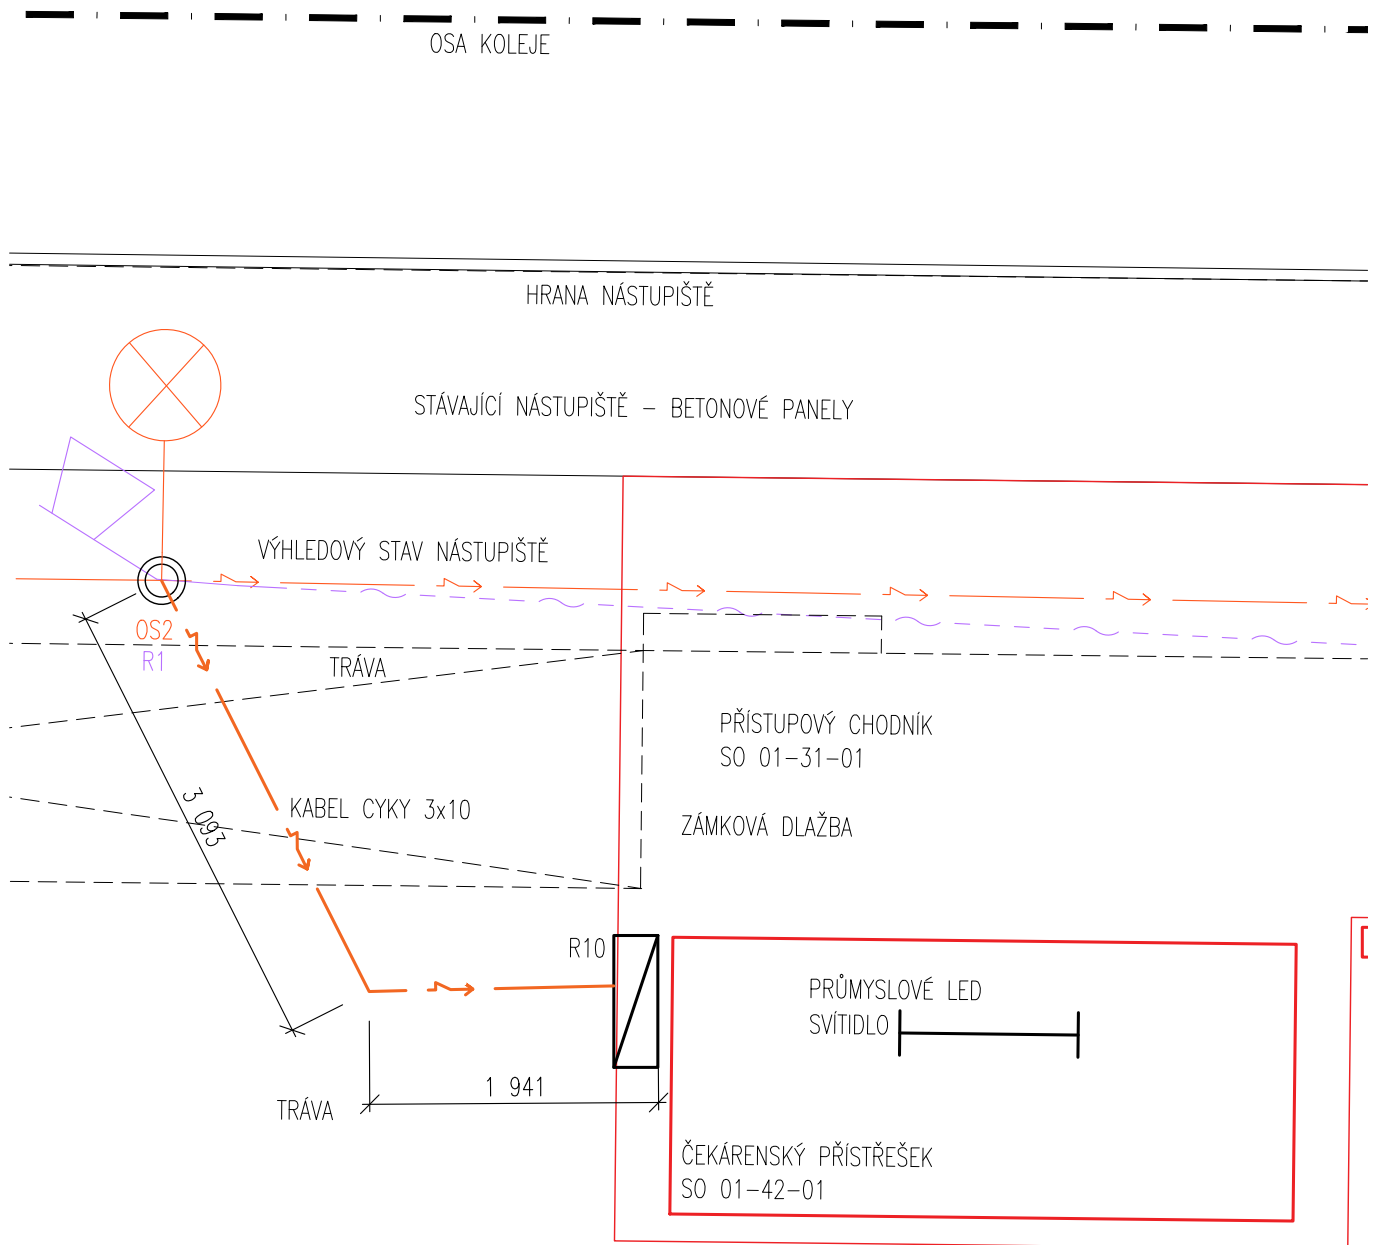 OSA KOLEJE
HRANA NÁSTUPIŠTĚ
STÁVAJÍCÍ NÁSTUPIŠTĚ – BETONOVÉ PANELY
VÝHLEDOVÝ STAV NÁSTUPIŠTĚ
OS2
R1
TRÁVA
PŘÍSTUPOVÝ CHODNÍK
SO 01–31–01
3 093
KABEL CYKY 3x10
ZÁMKOVÁ DLAŽBA
R10
PRŮMYSLOVÉ LED
SVÍTIDLO
1 941
TRÁVA
ČEKÁRENSKÝ PŘÍSTŘEŠEK
SO 01–42–01